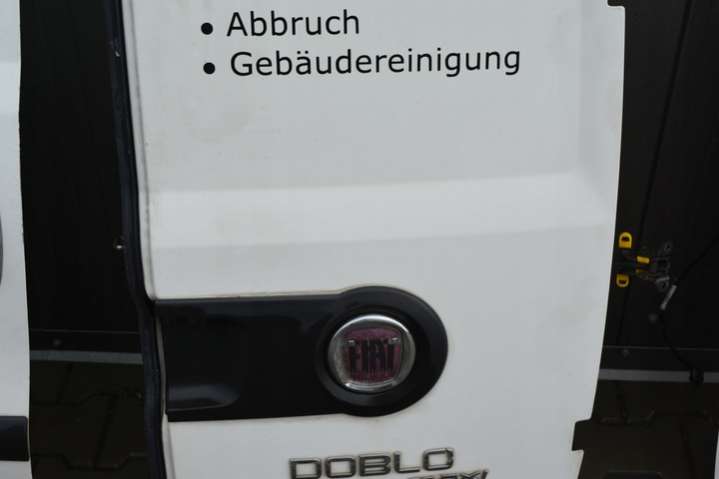 • Abbruch
• Gebäudereinigung
FIAT
DOBLO